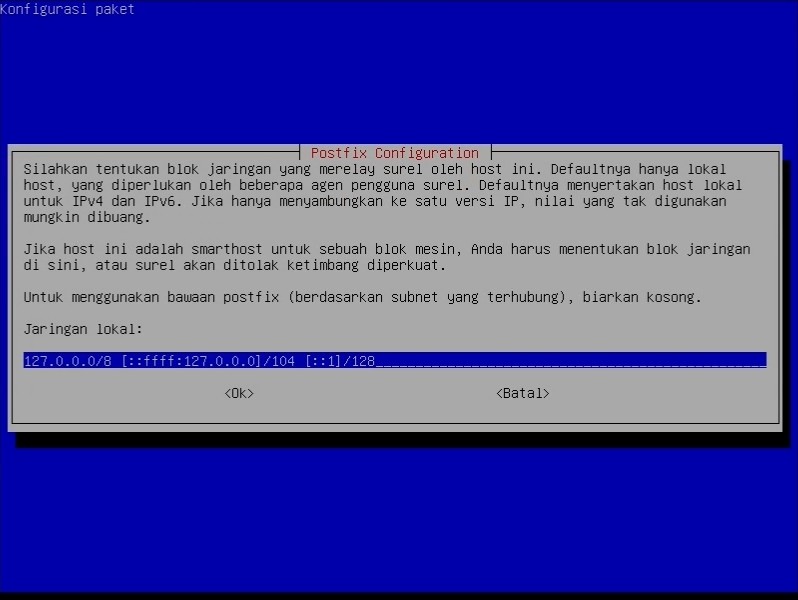 Konfigurasi paket
Postfix Configuration
Silahkan tentukan blok jaringan yang merelay surel oleh host ini. Defaultnya hanya lokal
host, yang diperlukan oleh beberapa agen pengguna surel. Defaultnya menyertakan host lokal
untuk IPv4 dan IPv6. Jika hanya menyambungkan ke satu versi IP, nilai yang tak digunakan
mungkin dibuang.
Jika host ini adalah smarthost untuk sebuah blok mesin, Anda harus menentukan blok jaringan
di sini, atau surel akan ditolak ketimbang diperkuat.
Untuk menggunakan bawaan postfix (berdasarkan subnet yang terhubung), biarkan kosong.
Jaringan lokal:
127.0.0.0/8 [::ffff:127.0.0.0]/104 [::1]/128
<Ok> <Batal>